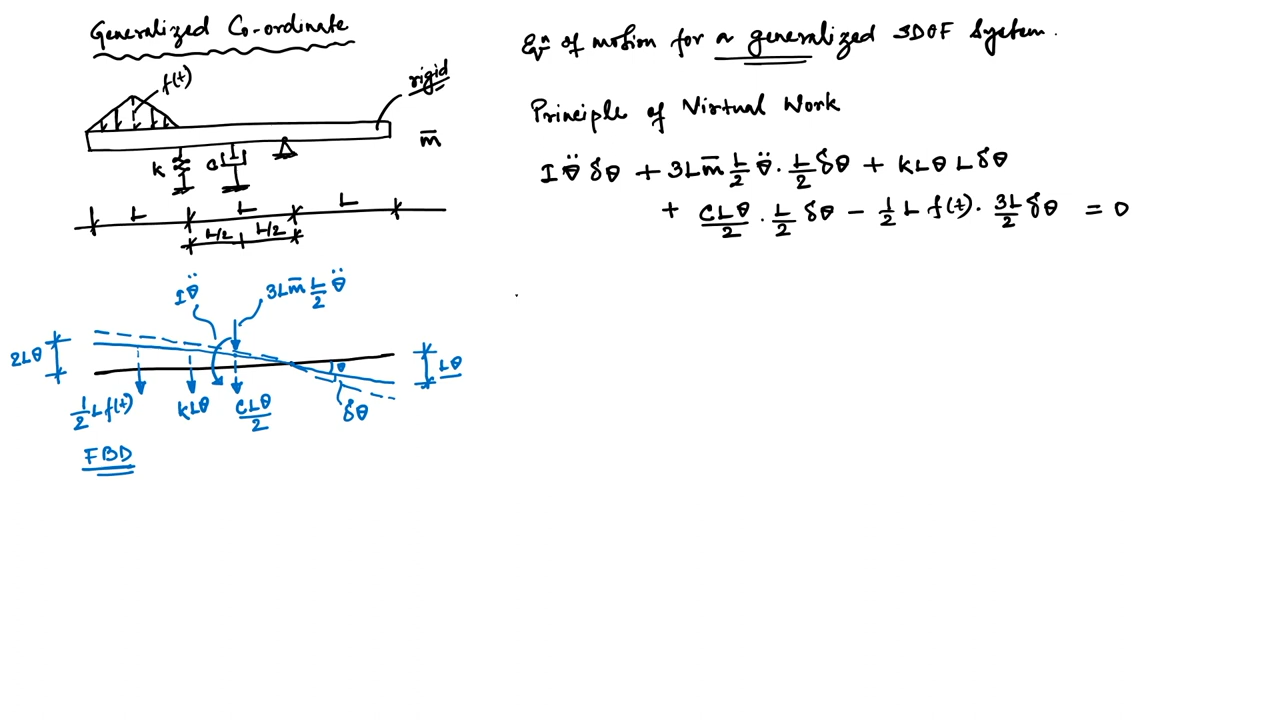 Generalized Co-ordinate
f(t)
rigid
m̅
K
C
L
L
L
L/2
L/2
Iθ̈
3Lm̅ L/2 θ̈
2Lθ
θ
Lθ
1/2 L f(t)
KLθ
CLθ/2
δθ
FBD
Eqⁿ of motion for a generalized SDOF System.
Principle of Virtual Work
Iθ̈ δθ + 3Lm̅ L/2 θ̈ · L/2 δθ + KLθ L δθ
+ CLθ/2 · L/2 δθ − 1/2 L f(t) · 3L/2 δθ = 0